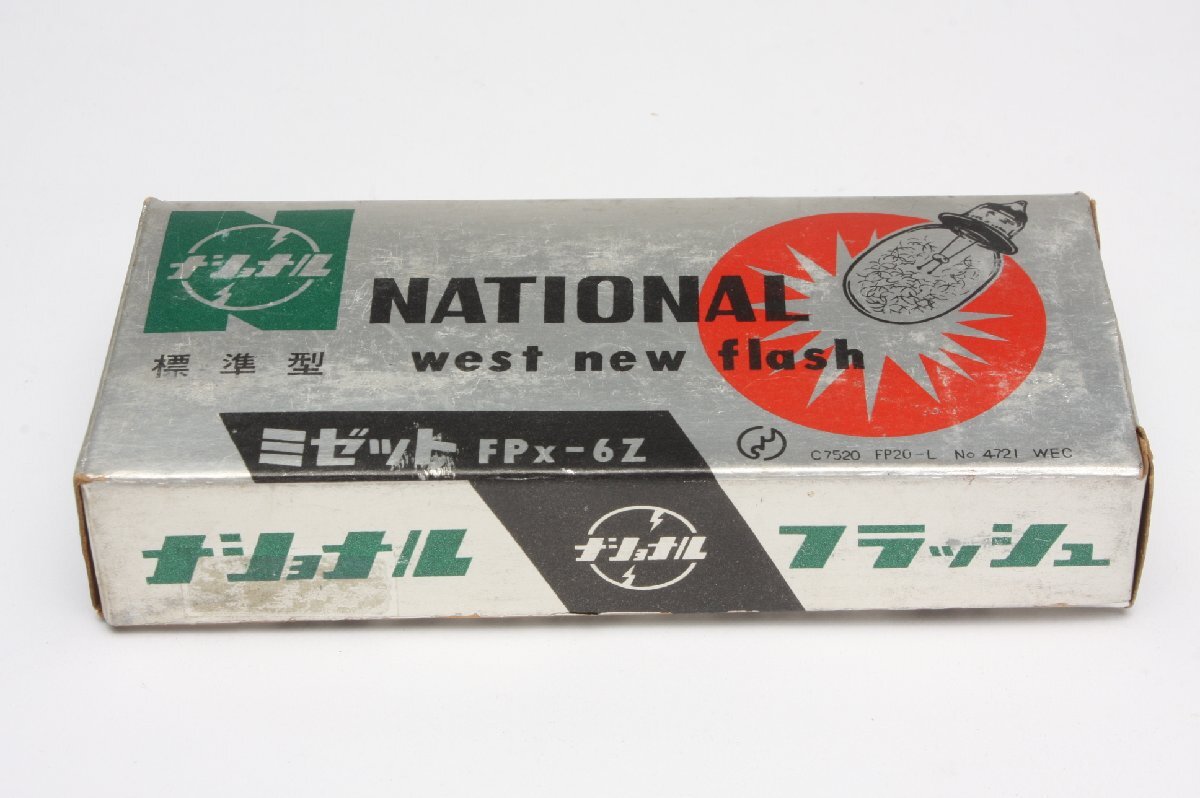 ナショナル
NATIONAL
標準型
west new flash
ミゼット FPx-6Z
C7520 FP20-L No 4721 WEC
ナショナル
ナショナル
フラッシュ